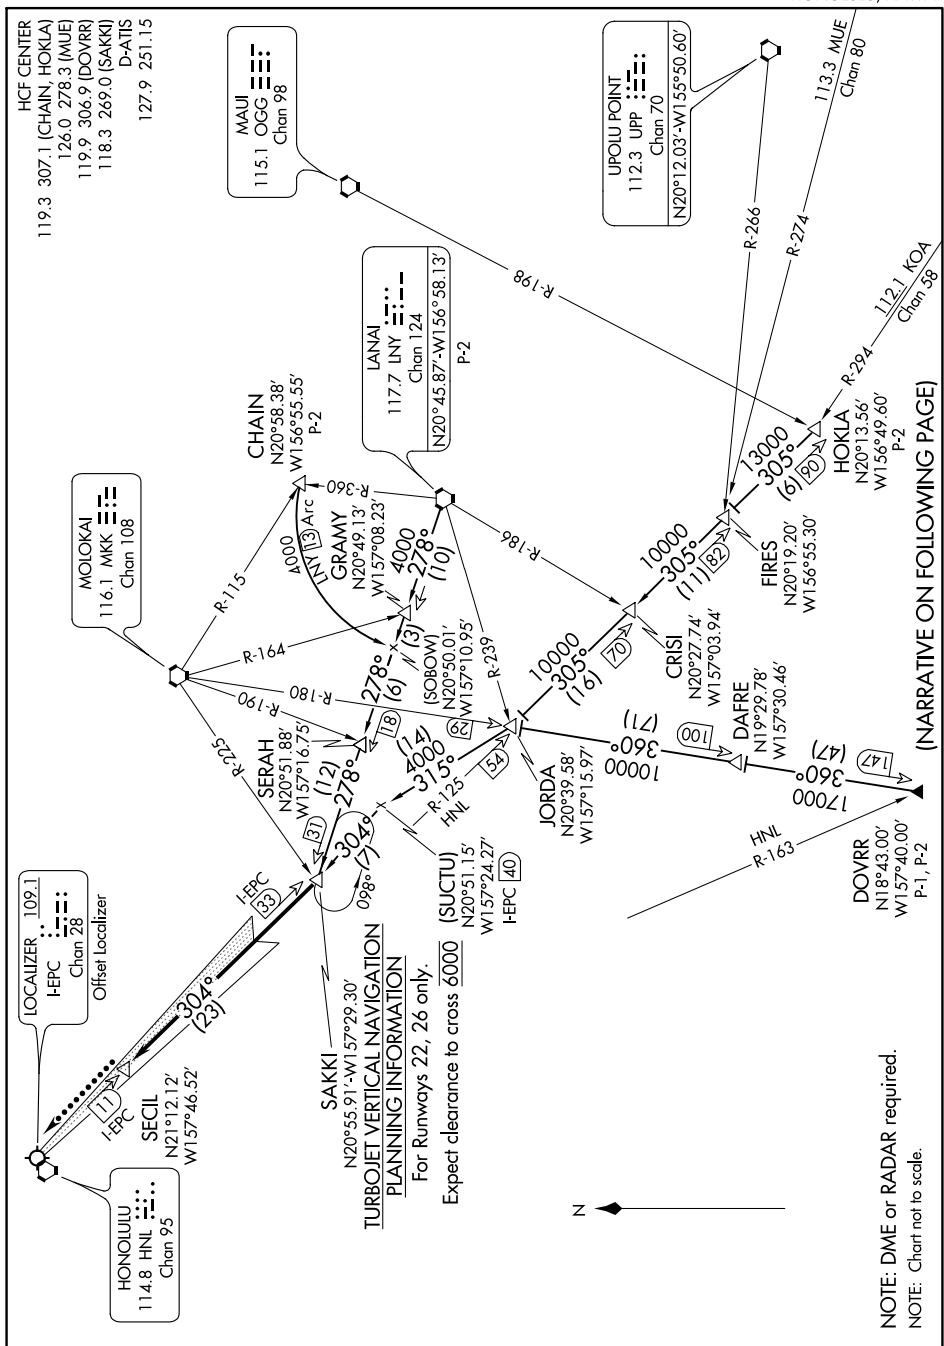 HCF CENTER
119.3 307.1 (CHAIN, HOKLA)
126.0 278.3 (MUE)
119.9 306.9 (DOVRR)
118.3 269.0 (SAKKI)
D-ATIS
127.9 251.15
MAUI
115.1 OGG
Chan 98
UPOLU POINT
112.3 UPP
Chan 70
N20°12.03'-W155°50.60'
113.3 MUE
Chan 80
112.1 KOA
Chan 58
LANAI
117.7 LNY
Chan 124
N20°45.87'-W156°58.13'
P-2
MOLOKAI
116.1 MKK
Chan 108
LOCALIZER 109.1
I-EPC
Chan 28
Offset Localizer
HONOLULU
114.8 HNL
Chan 95
CHAIN
N20°58.38'
W156°55.55'
P-2
R-115
R-360
4000
LNY 13 Arc
GRAMY
N20°49.13'
W157°08.23'
4000
278°
(10)
R-164
(3)
(SOBOW)
N20°50.01'
W157°10.95'
278°
(6)
R-190
R-180
R-225
R-239
R-186
R-198
R-266
R-274
R-294
SERAH
N20°51.88'
W157°16.75'
18
29
(12)
278°
31
13000
305°
(6)
90
HOKLA
N20°13.56'
W156°49.60'
P-2
10000
305°
(11)
82
FIRES
N20°19.20'
W156°55.30'
10000
305°
(16)
70
CRISI
N20°27.74'
W157°03.94'
(14)
4000
315°
R-125
HNL
54
JORDA
N20°39.58'
W157°15.97'
(71)
360°
10000
100
DAFRE
N19°29.78'
W157°30.46'
(47)
360°
17000
147
HNL
R-163
DOVRR
N18°43.00'
W157°40.00'
P-1, P-2
304°
(7)
098°
(SUCTU)
N20°51.15'
W157°24.27'
I-EPC 40
I-EPC
33
304°
(23)
SAKKI
N20°55.91'-W157°29.30'
11
I-EPC
SECIL
N21°12.12'
W157°46.52'
TURBOJET VERTICAL NAVIGATION
PLANNING INFORMATION
For Runways 22, 26 only.
Expect clearance to cross 6000
N
(NARRATIVE ON FOLLOWING PAGE)
NOTE: DME or RADAR required.
NOTE: Chart not to scale.